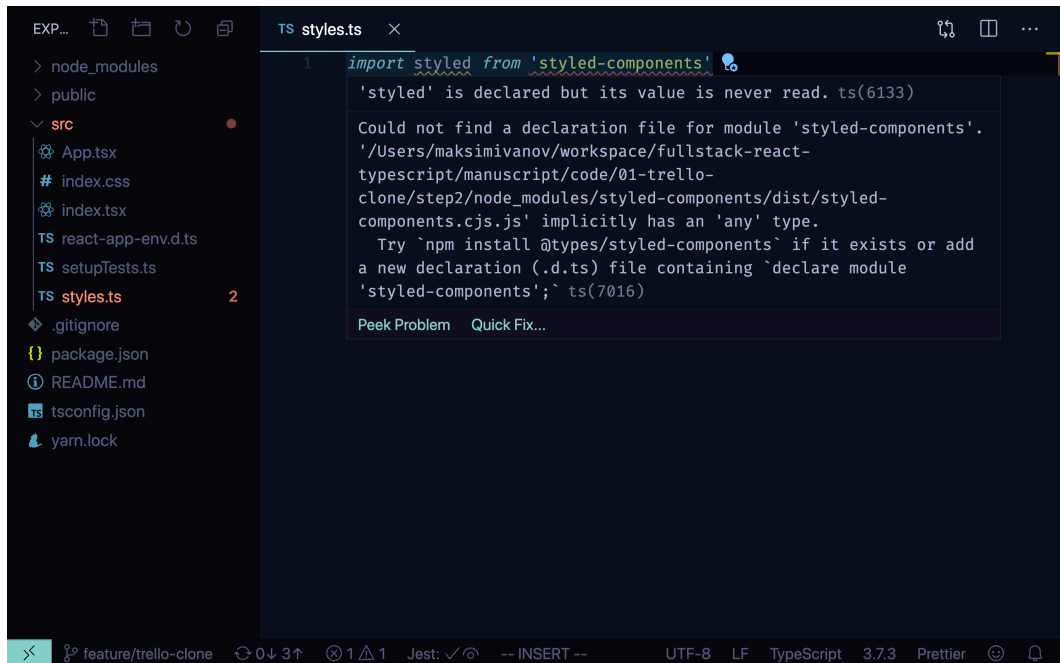 EXP...
TS styles.ts
node_modules
public
src
App.tsx
# index.css
index.tsx
TS react-app-env.d.ts
TS setupTests.ts
TS styles.ts 2
.gitignore
{} package.json
README.md
TS tsconfig.json
yarn.lock
1 import styled from 'styled-components'
'styled' is declared but its value is never read. ts(6133)
Could not find a declaration file for module 'styled-components'.
'/Users/maksimivanov/workspace/fullstack-react-
typescript/manuscript/code/01-trello-
clone/step2/node_modules/styled-components/dist/styled-
components.cjs.js' implicitly has an 'any' type.
Try `npm install @types/styled-components` if it exists or add
a new declaration (.d.ts) file containing `declare module
'styled-components';` ts(7016)
Peek Problem Quick Fix...
feature/trello-clone 0↓ 3↑ 1 1 Jest: -- INSERT -- UTF-8 LF TypeScript 3.7.3 Prettier